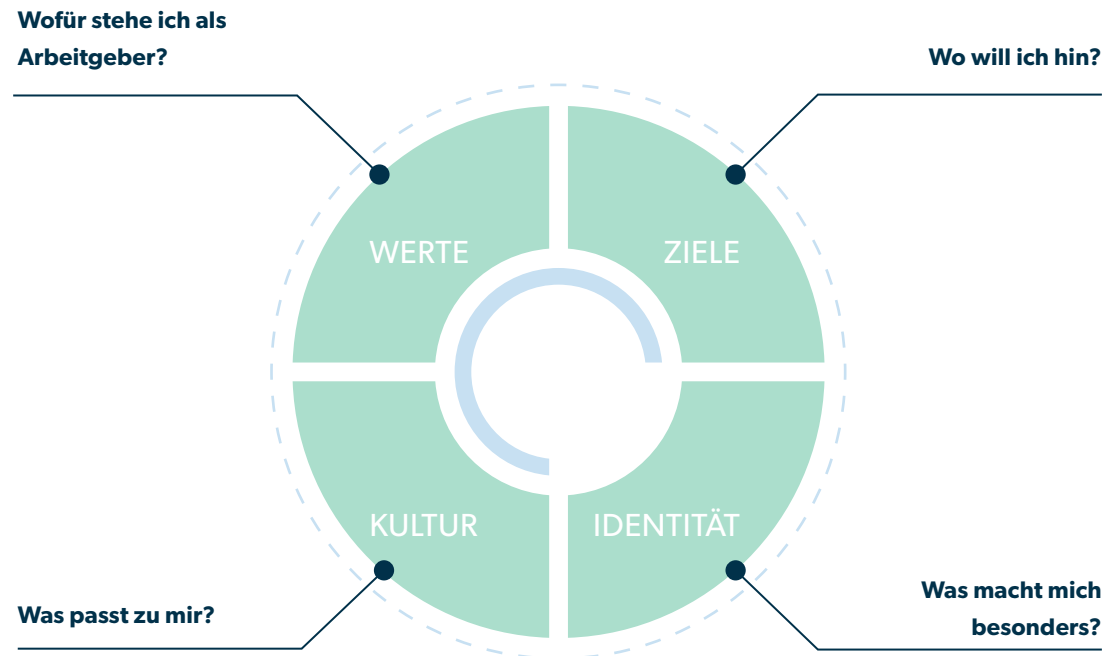 Wofür stehe ich als
Arbeitgeber?
Wo will ich hin?
WERTE
ZIELE
KULTUR
IDENTITÄT
Was passt zu mir?
Was macht mich
besonders?